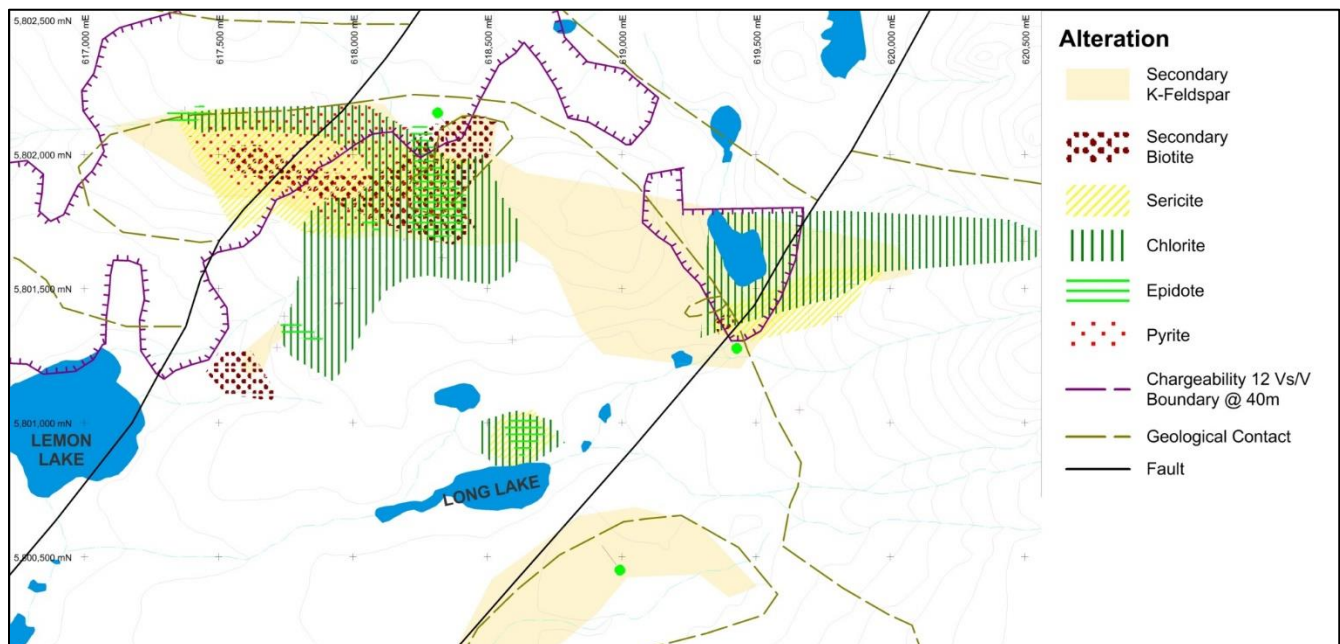 617,000 mE
617,500 mE
618,000 mE
618,500 mE
619,000 mE
619,500 mE
620,000 mE
620,500 mE
5,802,500 mN
5,802,000 mN
5,801,500 mN
5,801,000 mN
5,800,500 mN
LEMON
LAKE
LONG LAKE
Alteration
Secondary
K-Feldspar
Secondary
Biotite
Sericite
Chlorite
Epidote
Pyrite
Chargeability 12 Vs/V
Boundary @ 40m
Geological Contact
Fault